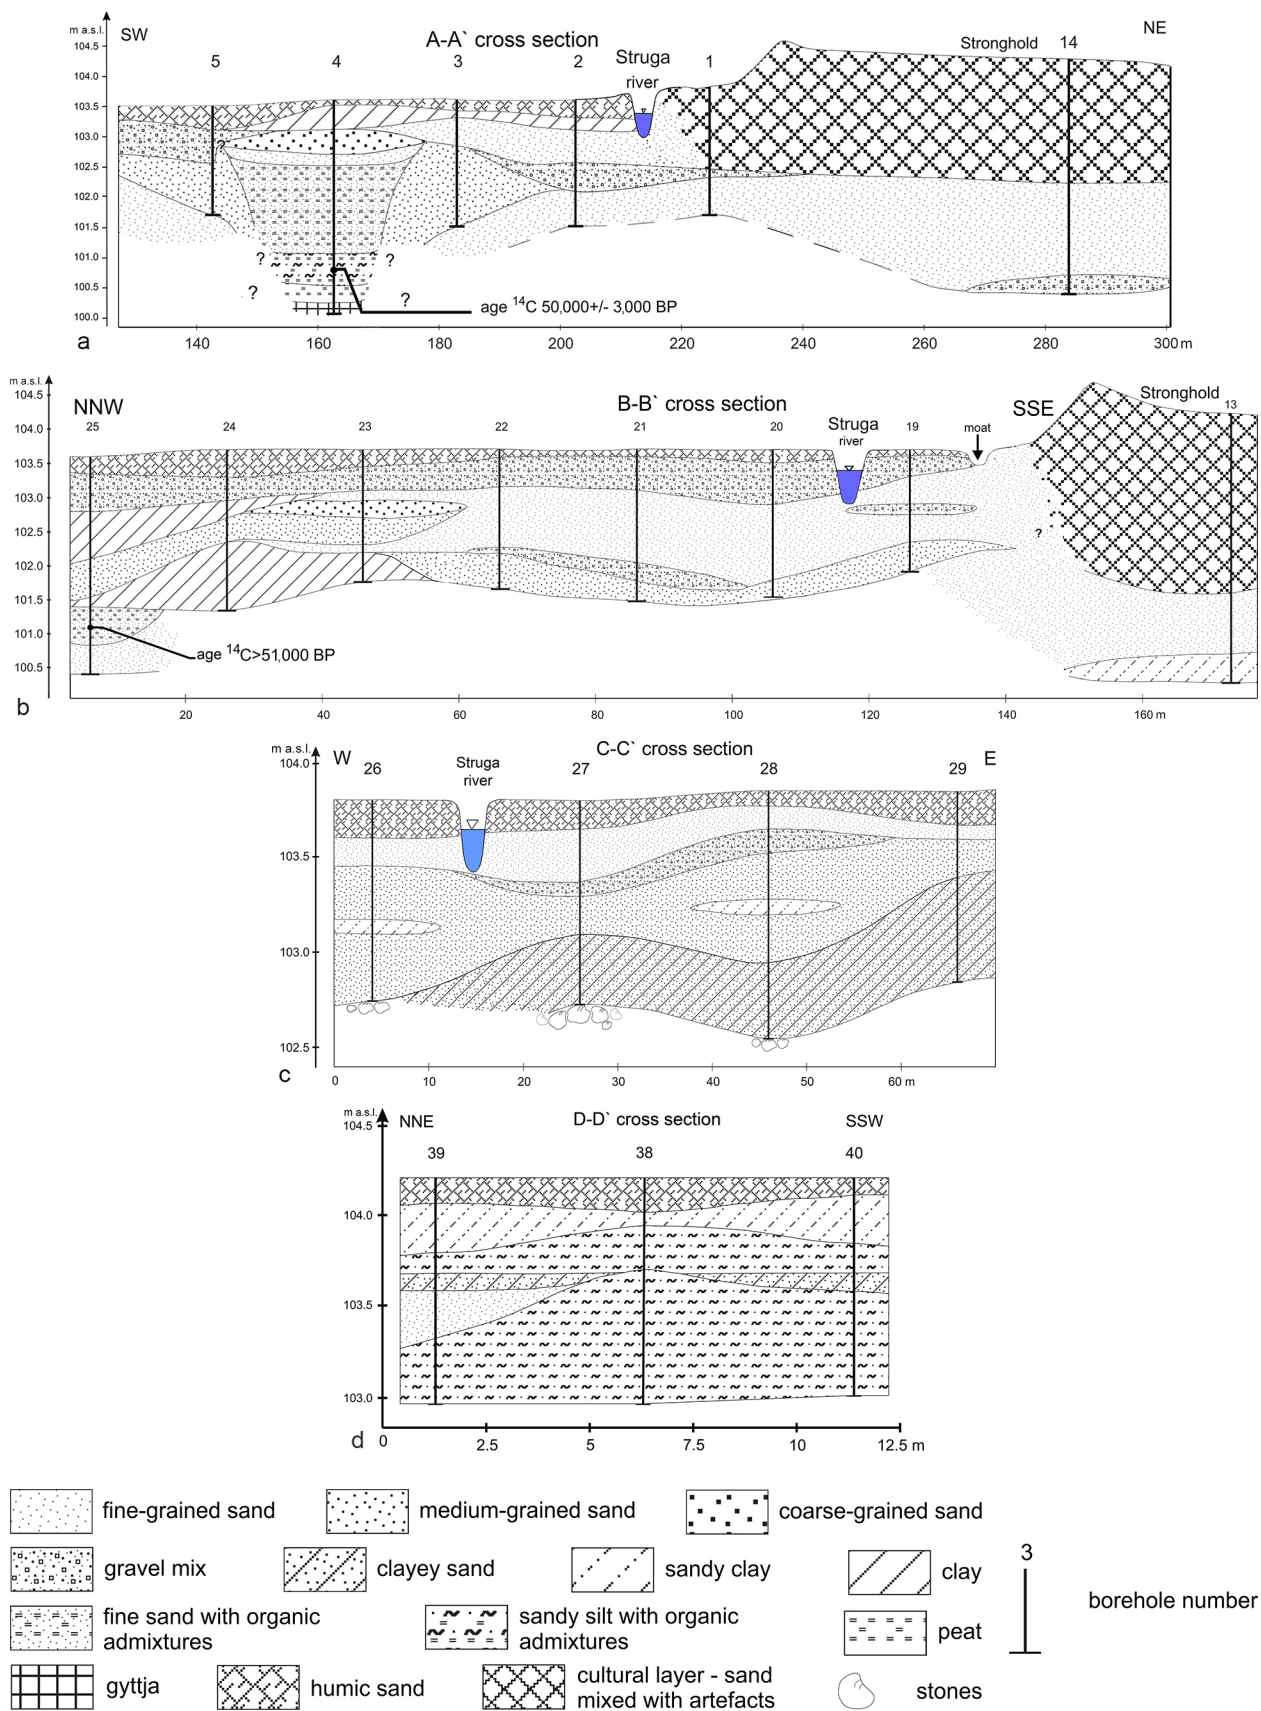 m a.s.l.
SW
A-A` cross section
NE
104.5
5
4
3
2
Struga
river
1
Stronghold
14
104.0
103.5
103.0
102.5
102.0
101.5
101.0
100.5
100.0
?
?
?
?
?
age 14C 50,000+/- 3,000 BP
a
140
160
180
200
220
240
260
280
300 m
m a.s.l.
NNW
B-B` cross section
SSE
Stronghold
104.5
25
24
23
22
21
20
Struga
river
19
moat
13
104.0
103.5
103.0
102.5
102.0
101.5
101.0
100.5
?
age 14C>51,000 BP
b
20
40
60
80
100
120
140
160 m
m a.s.l.
W
C-C` cross section
E
104.0
26
Struga
river
27
28
29
103.5
103.0
102.5
c
0
10
20
30
40
50
60 m
m a.s.l.
NNE
D-D` cross section
SSW
104.5
39
38
40
104.0
103.5
103.0
d
0
2.5
5
7.5
10
12.5 m
fine-grained sand
medium-grained sand
coarse-grained sand
gravel mix
clayey sand
sandy clay
clay
3
borehole number
fine sand with organic
admixtures
sandy silt with organic
admixtures
peat
gyttja
humic sand
cultural layer - sand
mixed with artefacts
stones